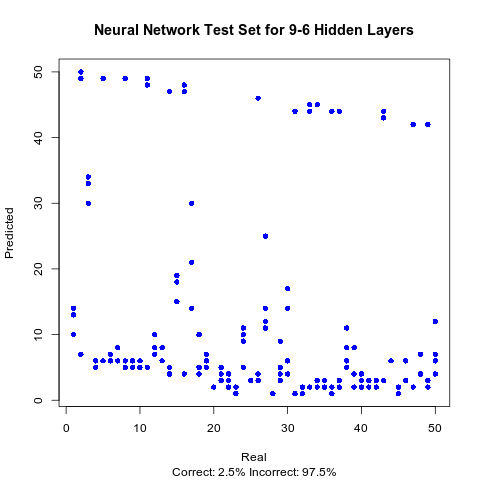 Neural Network Test Set for 9-6 Hidden Layers
Predicted
50
40
30
20
10
0
0 10 20 30 40 50
Real
Correct: 2.5% Incorrect: 97.5%